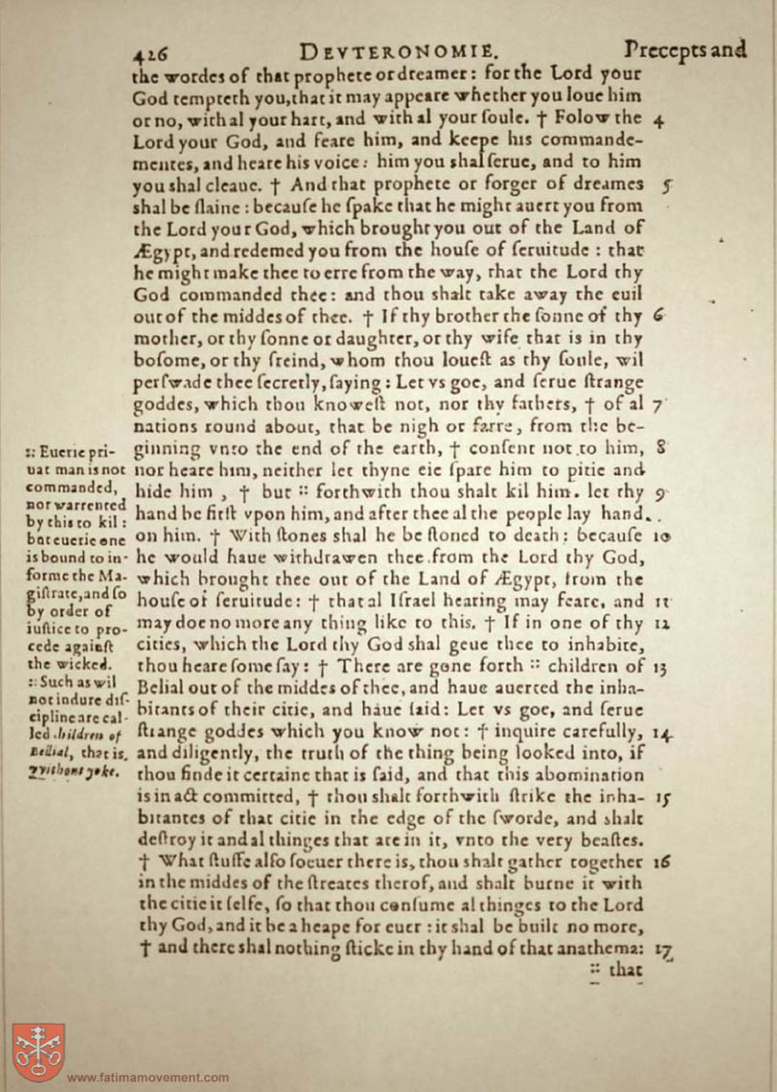 426 DEVTERONOMIE. Precepts and
the wordes of that prophete or dreamer: for the Lord your
God tempteth you, that it may appeare whether you loue him
or no, with al your hart, and with al your ſoule. † Folow the 4
Lord your God, and feare him, and keepe his commande-
mentes, and heare his voice: him you shal ſerue, and to him
you shal cleaue. † And that prophete or forger of dreames 5
shal be ſlaine: becauſe he ſpake that he might auert you from
the Lord your God, which brought you out of the Land of
Ægypt, and redemed you from the houſe of ſeruitude: that
he might make thee to erre from the way, that the Lord thy
God commanded thee: and thou shalt take away the euil
out of the middes of thee. † If thy brother the ſonne of thy 6
mother, or thy ſonne or daughter, or thy wife that is in thy
boſome, or thy freind, whom thou loueſt as thy ſoule, wil
perſwade thee ſecretly, ſaying: Let vs goe, and ſerue ſtrange
goddes, which thou knoweſt not, nor thy fathers, † of al 7
nations round about, that be nigh or farre, from the be-
ginning vnto the end of the earth, † conſent not to him, 8
nor heare him, neither let thyne eie ſpare him to pitie and
hide him, † but :: forthwith thou shalt kil him. let thy 9
hand be firſt vpon him, and after thee al the people lay hand
on him. † With ſtones shal he be ſtoned to death: becauſe 10
he would haue withdrawen thee from the Lord thy God,
which brought thee out of the Land of Ægypt, from the
houſe of ſeruitude: † that al Iſrael hearing may feare, and 11
may doe no more any thing like to this. † If in one of thy 12
cities, which the Lord thy God shal geue thee to inhabite,
thou heare ſome ſay: † There are gone forth :: children of 13
Belial out of the middes of thee, and haue auerted the inha-
bitants of their citie, and haue ſaid: Let vs goe, and ſerue
ſtrange goddes which you know not: † inquire carefully, 14
and diligently, the truth of the thing being looked into, if
thou finde it certaine that is ſaid, and that this abomination
is in act committed, † thou shalt forthwith ſtrike the inha- 15
bitantes of that citie in the edge of the ſworde, and shalt
deſtroy it and al thinges that are in it, vnto the very beaſtes.
† What ſtuffe alſo ſoeuer there is, thou shalt gather together 16
in the middes of the ſtreates therof, and shalt burne it with
the citie it ſelfe, ſo that thou conſume al thinges to the Lord
thy God, and it be a heape for euer: it shal be built no more,
† and there shal nothing ſticke in thy hand of that anathema: 17
:: that
:: Euerie pri-
uat man is not
commanded,
nor warrented
by this to kil:
but euerie one
is bound to in-
forme the Ma-
giſtrate, and ſo
by order of
iuſtice to pro-
cede againſt
the wicked.
:: Such as wil
not indure diſ-
cipline are cal-
led children of
Belial, that is,
without yoke.
www.fatimamovement.com